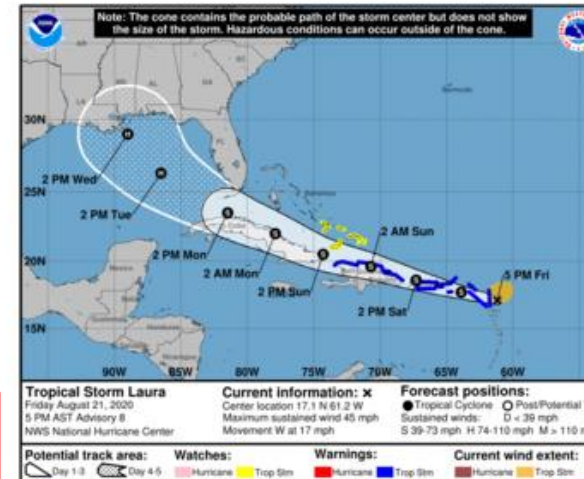 Note: The cone contains the probable path of the storm center but does not show
the size of the storm. Hazardous conditions can occur outside of the cone.
Bermuda
30N
2 PM Wed
25N
2 PM Tue
2 AM Sun
Mexico
Cuba
2 PM Mon
5 PM Fri
20N
2 AM Mon
2 PM Sun
2 PM Sat
15N
90W 85W 80W 75W 70W 65W 60W
Tropical Storm Laura
Friday August 21, 2020
5 PM AST Advisory 8
NWS National Hurricane Center
Current information: x
Center location 17.1 N 61.2 W
Maximum sustained wind 45 mph
Movement W at 17 mph
Forecast positions:
Tropical Cyclone Post/Potential
Sustained winds: D < 39 mph
S 39-73 mph H 74-110 mph M > 110 m
Potential track area:
Day 1-3 Day 4-5
Watches:
Hurricane Trop Stm
Warnings:
Hurricane Trop Stm
Current wind extent:
Hurricane Trop Stm